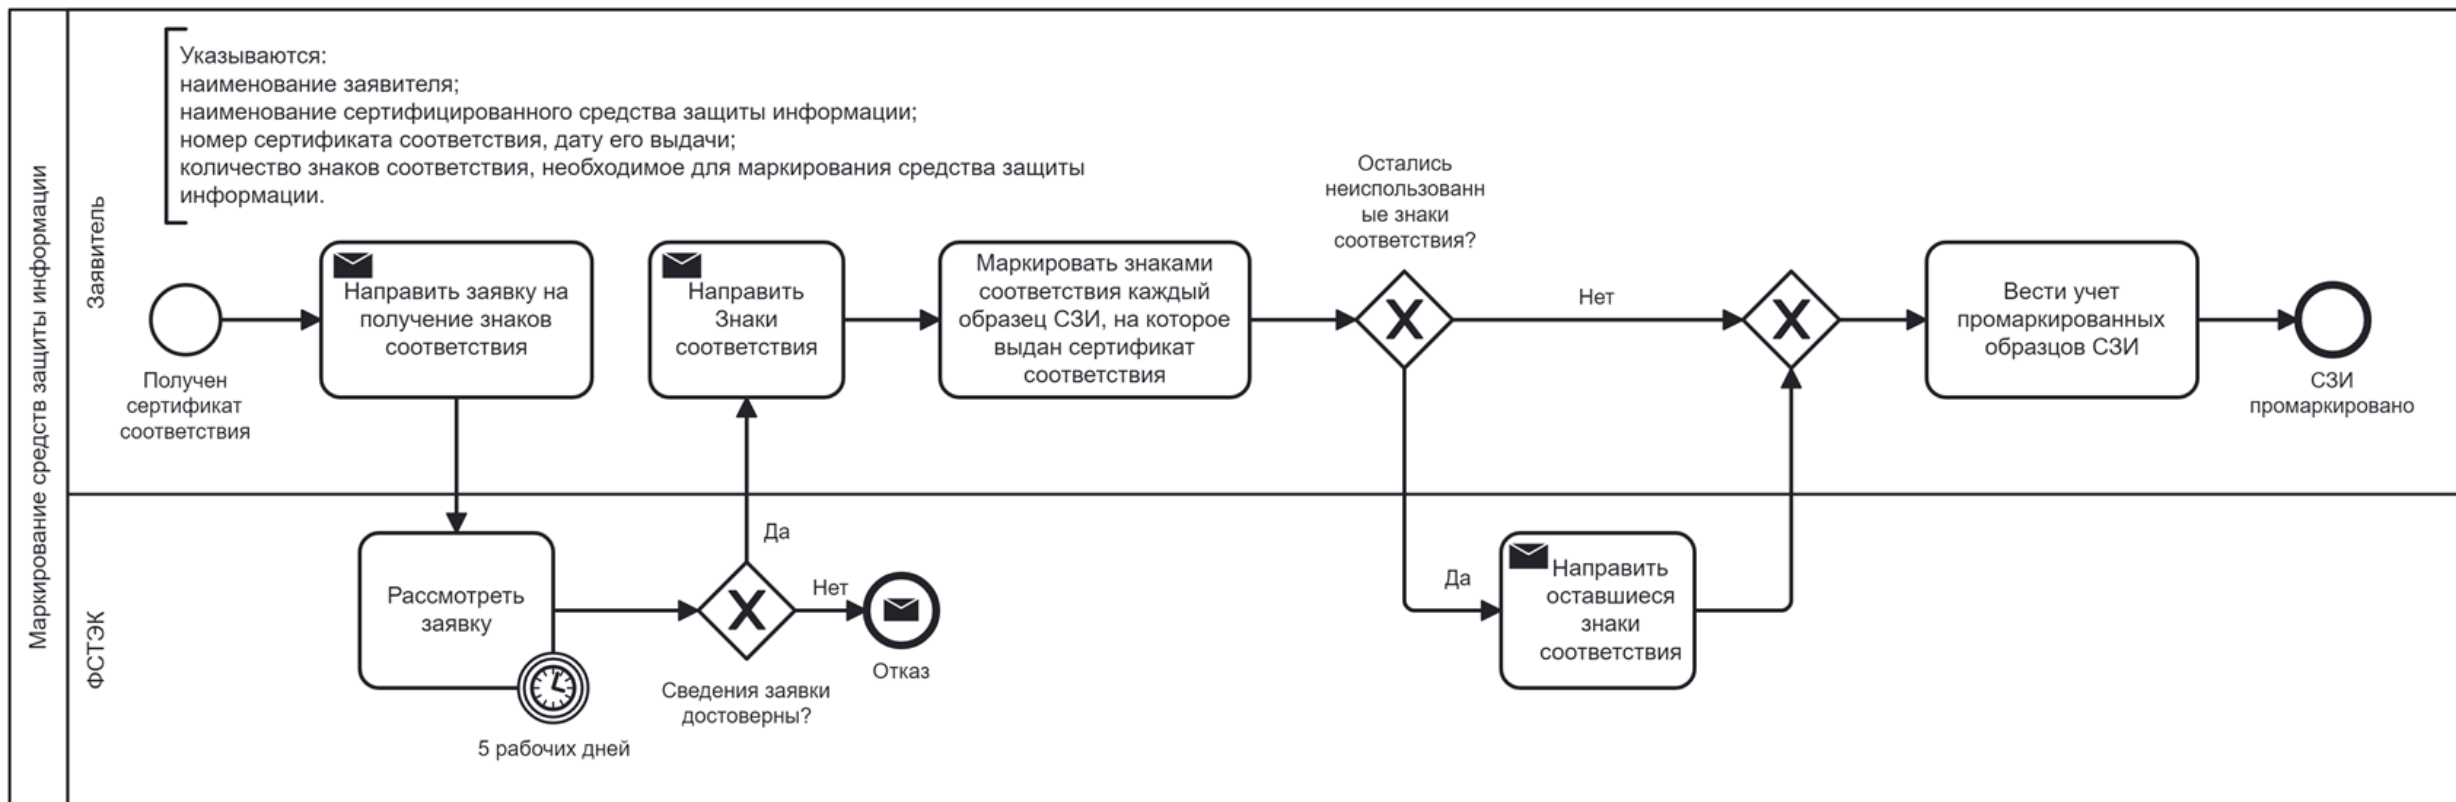 Маркирование средств защиты информации
Заявитель
Указываются:
наименование заявителя;
наименование сертифицированного средства защиты информации;
номер сертификата соответствия, дату его выдачи;
количество знаков соответствия, необходимое для маркирования средства защиты
информации.
Получен
сертификат
соответствия
Направить заявку на
получение знаков
соответствия
Направить
Знаки
соответствия
Маркировать знаками
соответствия каждый
образец СЗИ, на которое
выдан сертификат
соответствия
Остались
неиспользованн
ые знаки
соответствия?
Нет
Вести учет
промаркированных
образцов СЗИ
СЗИ
промаркировано
ФСТЭК
Рассмотреть
заявку
5 рабочих дней
Да
Нет
Сведения заявки
достоверны?
Отказ
Да
Направить
оставшиеся
знаки
соответствия